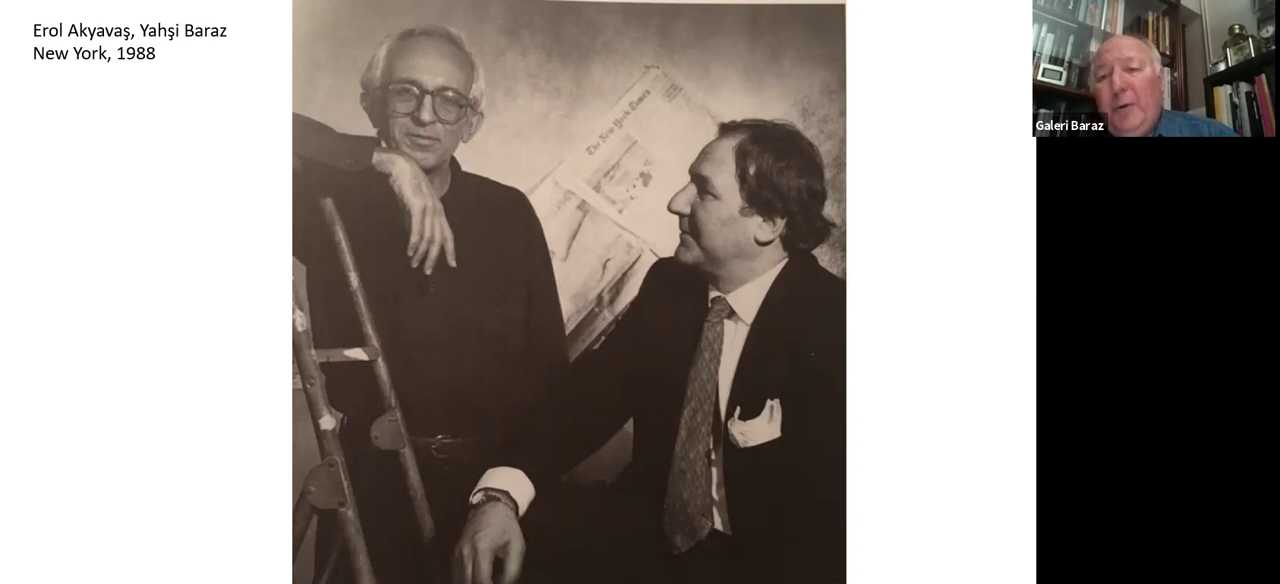 Erol Akyavaş, Yahşi Baraz
New York, 1988
The New York Times
Galeri Baraz